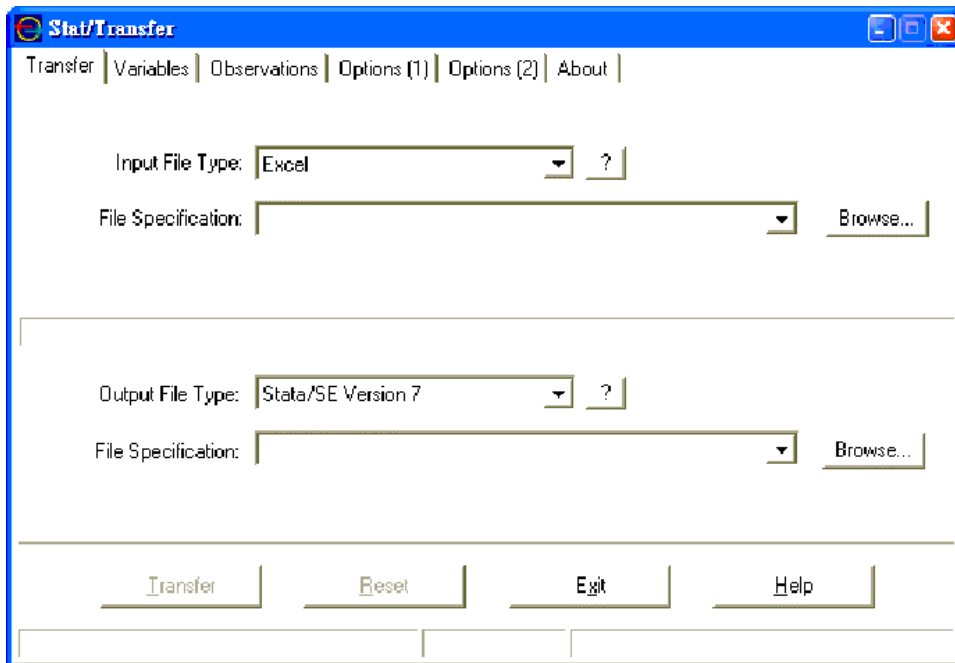 Stat/Transfer
Transfer Variables Observations Options (1) Options (2) About
Input File Type: Excel ?
File Specification: Browse...
Output File Type: Stata/SE Version 7 ?
File Specification: Browse...
Transfer Reset Exit Help